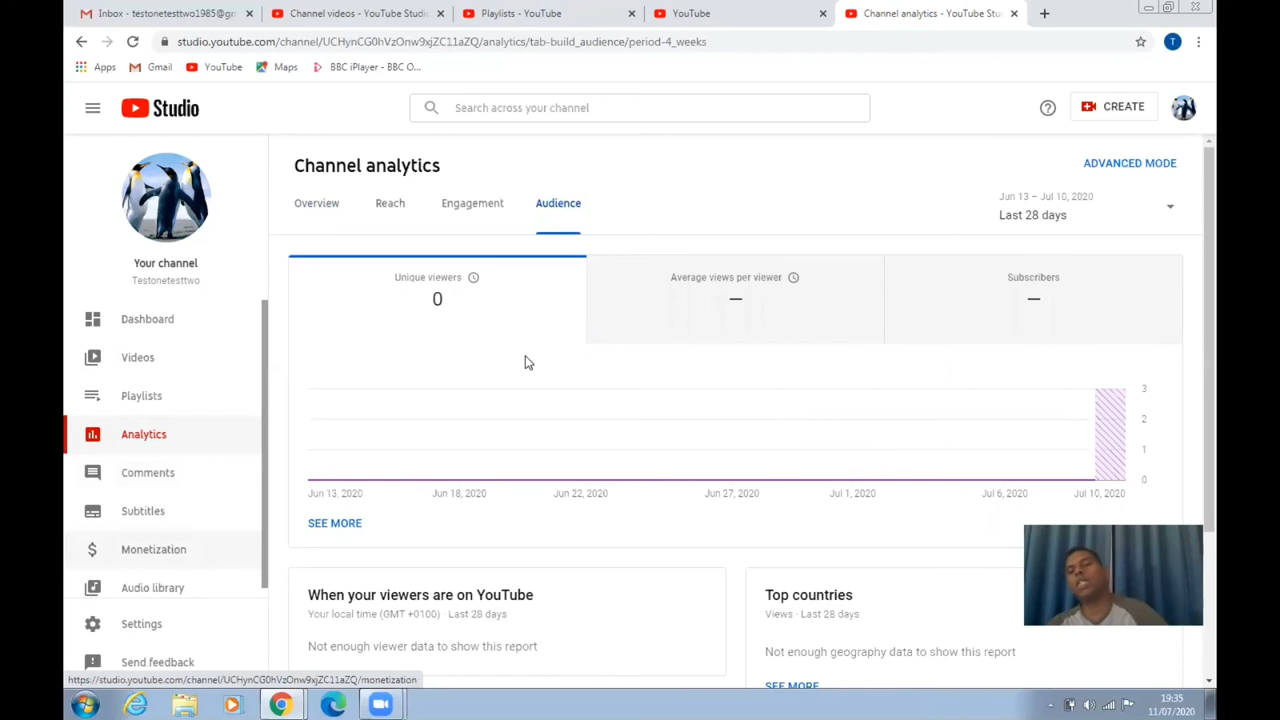 Inbox - testonetesttwo1985@gm
Channel videos - YouTube Studio
Playlists - YouTube
YouTube
Channel analytics - YouTube Stu
studio.youtube.com/channel/UCHynCG0hVzOnw9xjZC11aZQ/analytics/tab-build_audience/period-4_weeks
T
Apps
Gmail
YouTube
Maps
BBC iPlayer - BBC O...
Studio
Search across your channel
CREATE
Channel analytics
ADVANCED MODE
Overview
Reach
Engagement
Audience
Jun 13 – Jul 10, 2020
Last 28 days
Your channel
Testonetesttwo
Dashboard
Videos
Playlists
Analytics
Comments
Subtitles
Monetization
Audio library
Settings
Send feedback
Unique viewers
0
Average views per viewer
—
Subscribers
—
3
2
1
0
Jun 13, 2020
Jun 18, 2020
Jun 22, 2020
Jun 27, 2020
Jul 1, 2020
Jul 6, 2020
Jul 10, 2020
SEE MORE
When your viewers are on YouTube
Your local time (GMT +0100) · Last 28 days
Not enough viewer data to show this report
Top countries
Views · Last 28 days
Not enough geography data to show this report
SEE MORE
https://studio.youtube.com/channel/UCHynCG0hVzOnw9xjZC11aZQ/monetization
19:35
11/07/2020